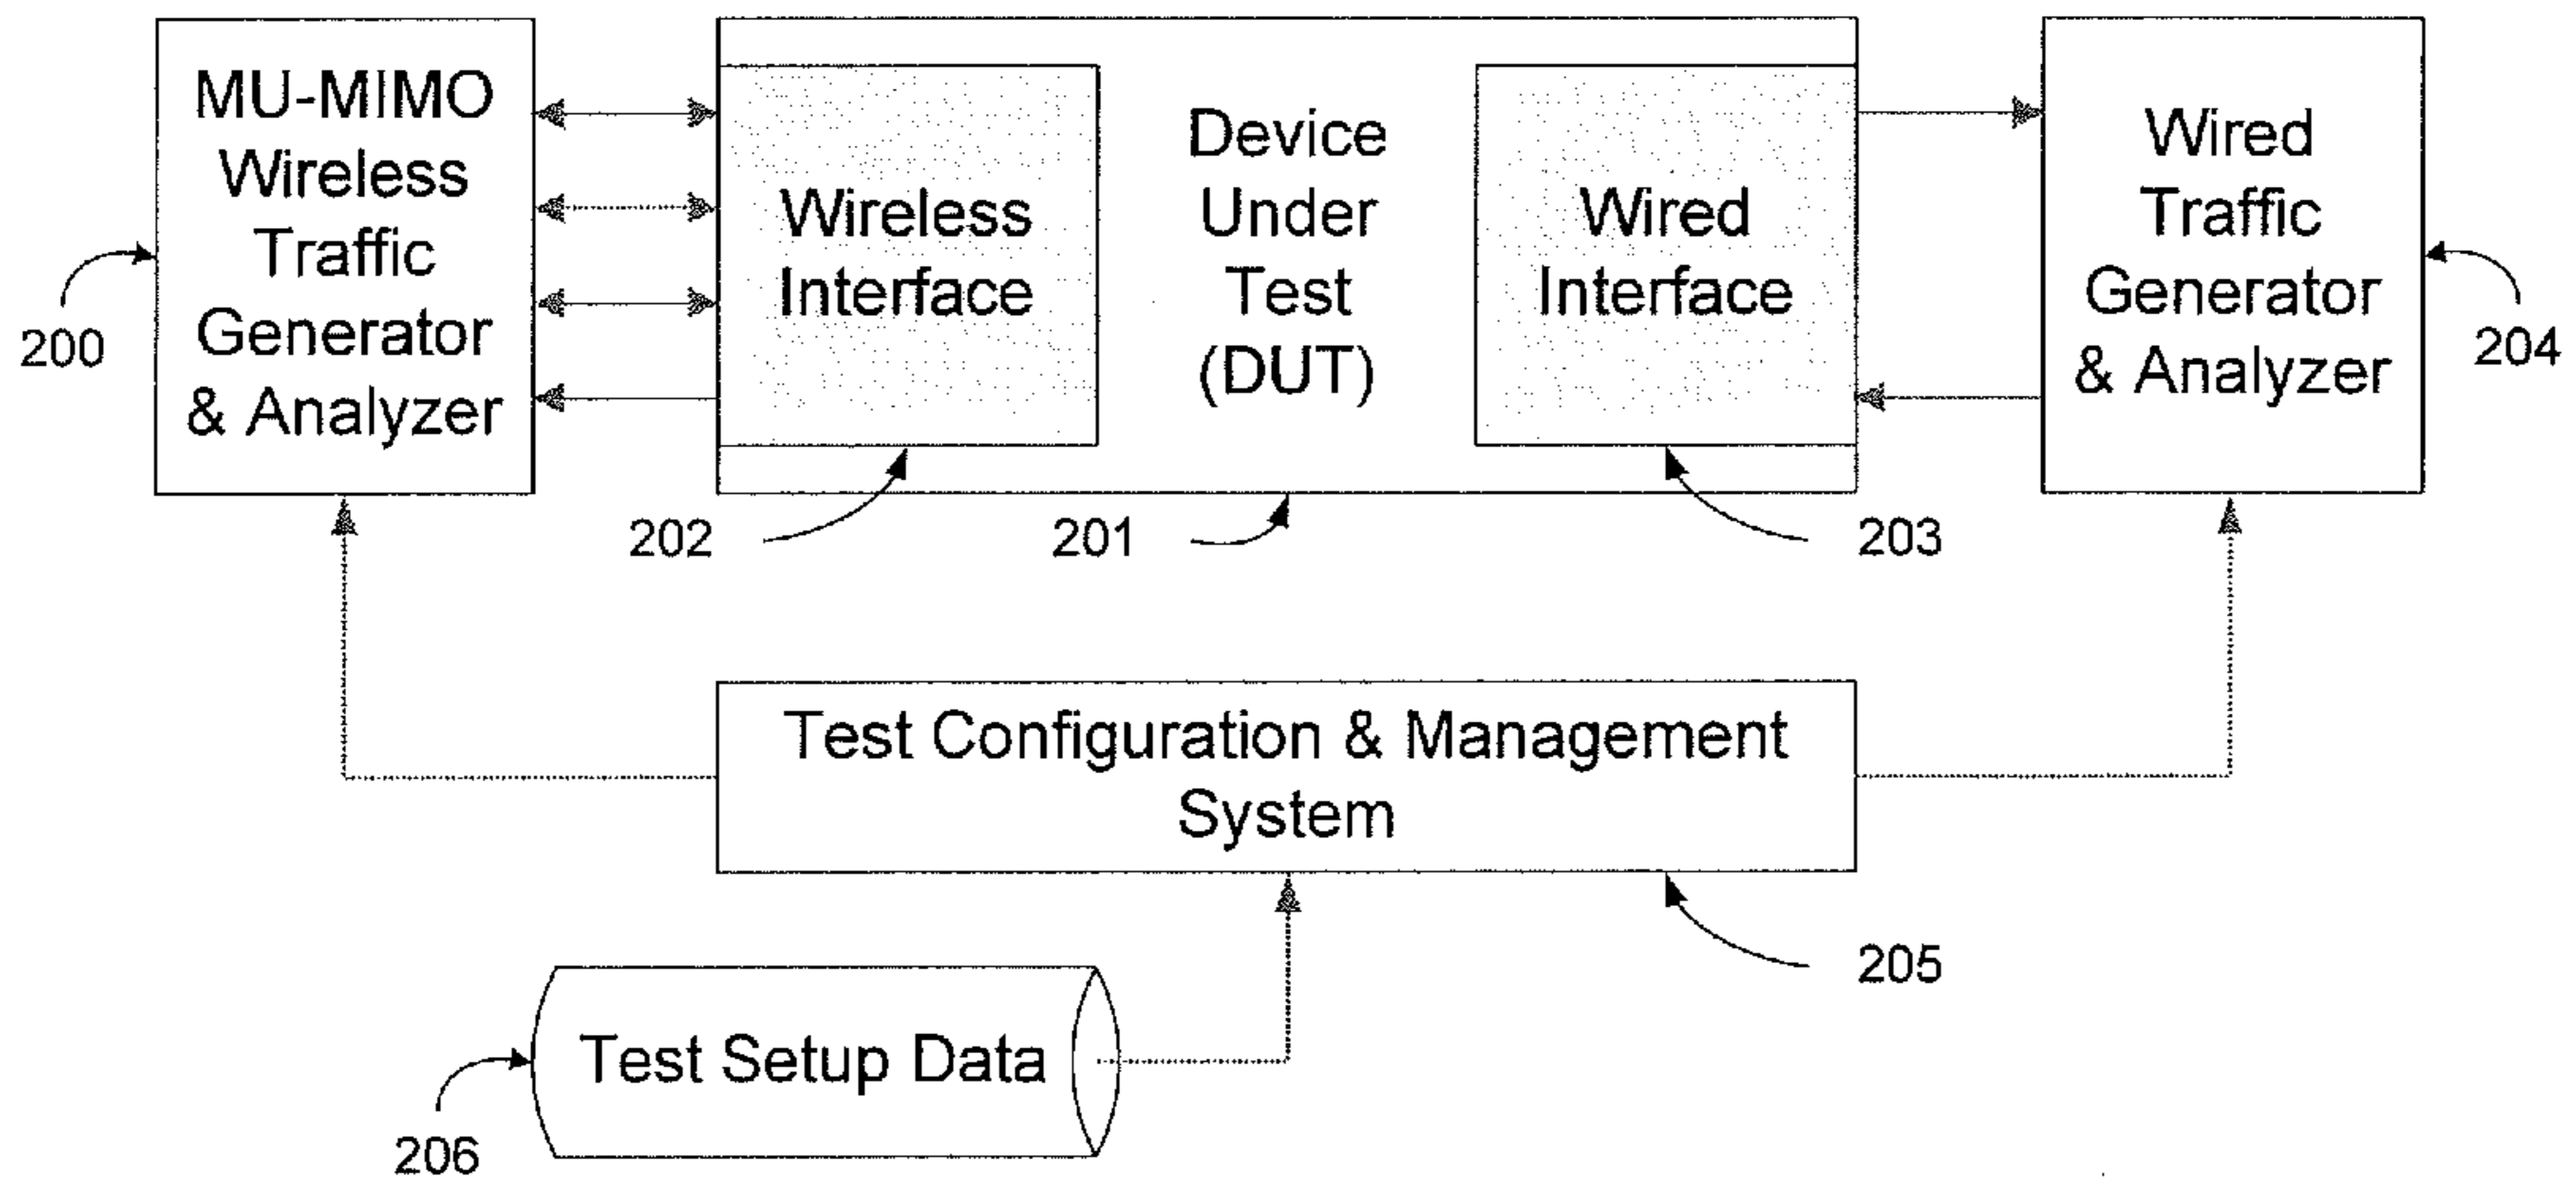 MU-MIMO
Wireless
Traffic
Generator
& Analyzer
200
Wireless
Interface
202
Device
Under
Test
(DUT)
201
Wired
Interface
203
Wired
Traffic
Generator
& Analyzer
204
Test Configuration & Management
System
205
Test Setup Data
206